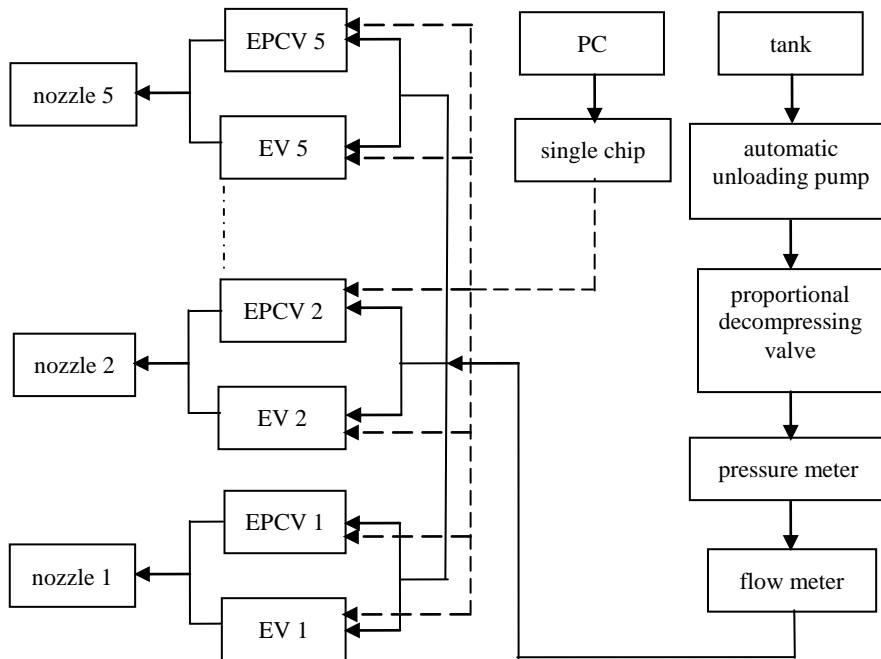 EPCV 5
PC
tank
nozzle 5
EV 5
single chip
automatic
unloading pump
EPCV 2
proportional
decompressing
valve
nozzle 2
EV 2
pressure meter
EPCV 1
nozzle 1
flow meter
EV 1